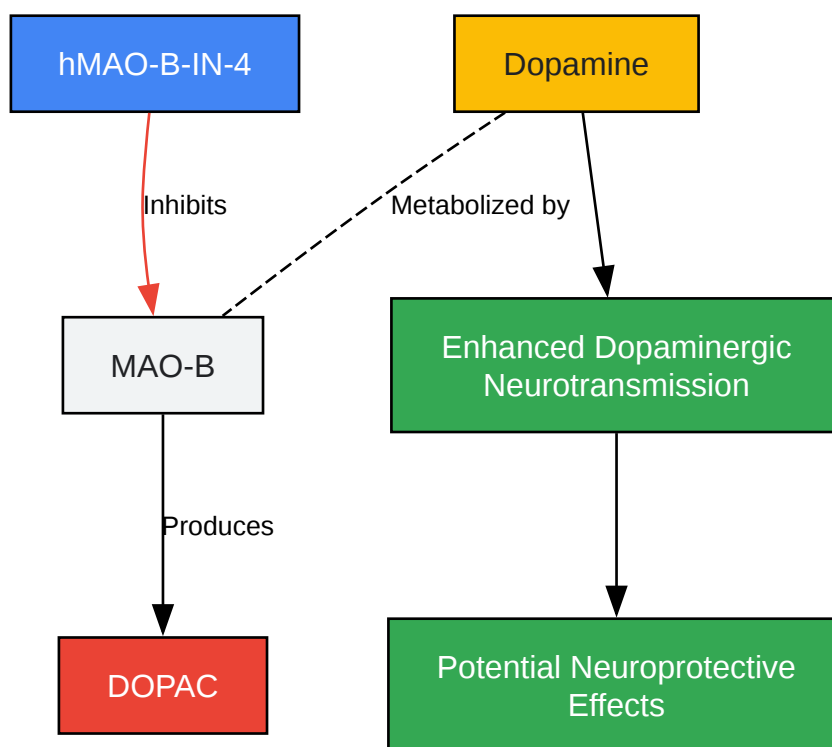 hMAO-B-IN-4
Dopamine
Inhibits
Metabolized by
MAO-B
Enhanced Dopaminergic
Neurotransmission
Produces
DOPAC
Potential Neuroprotective
Effects